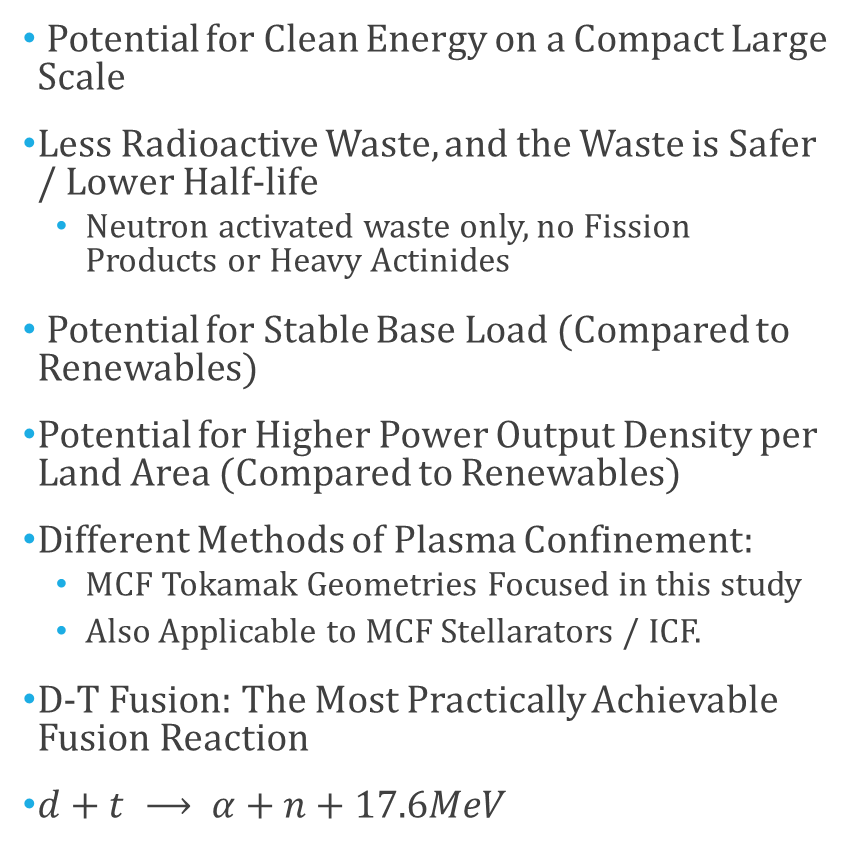 • Potential for Clean Energy on a Compact Large
Scale
•Less Radioactive Waste, and the Waste is Safer
/ Lower Half-life
• Neutron activated waste only, no Fission
Products or Heavy Actinides
• Potential for Stable Base Load (Compared to
Renewables)
•Potential for Higher Power Output Density per
Land Area (Compared to Renewables)
•Different Methods of Plasma Confinement:
• MCF Tokamak Geometries Focused in this study
• Also Applicable to MCF Stellarators / ICF.
•D-T Fusion: The Most Practically Achievable
Fusion Reaction
•d + t ⟶ α + n + 17.6MeV